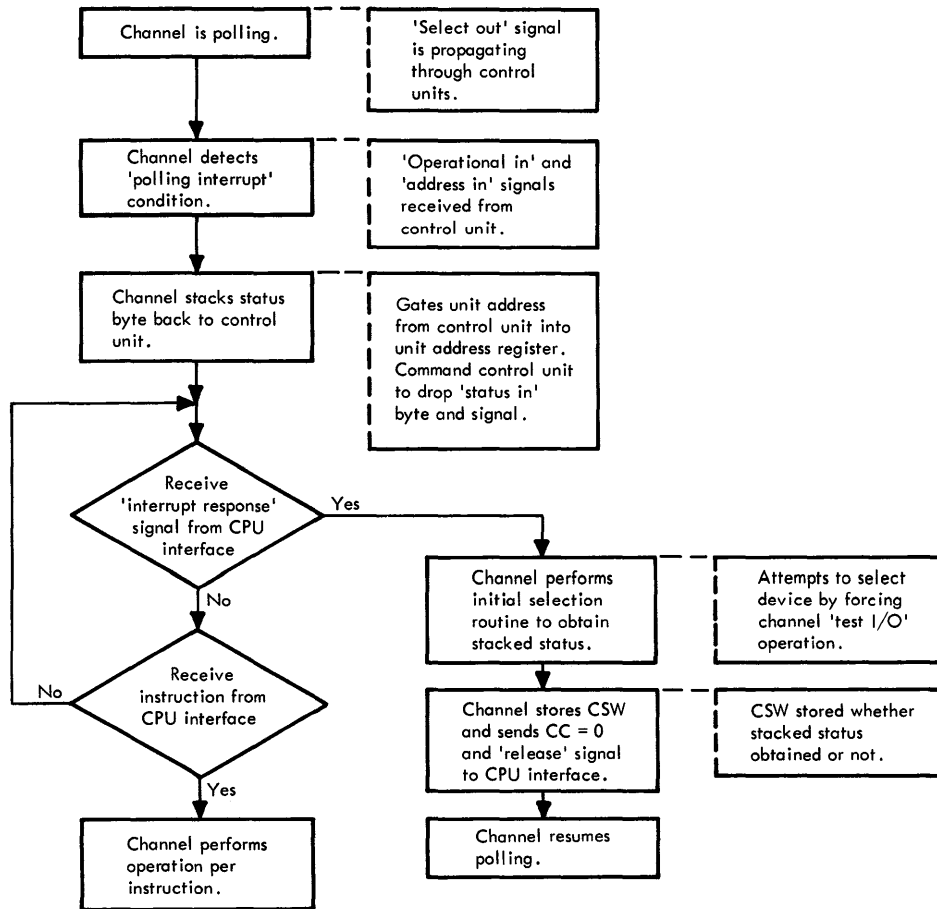 Channel is polling.
'Select out' signal
is propagating
through control
units.
Channel detects
'polling interrupt'
condition.
'Operational in' and
'address in' signals
received from
control unit.
Channel stacks status
byte back to control
unit.
Gates unit address
from control unit into
unit address register.
Command control unit
to drop 'status in'
byte and signal.
Receive
'interrupt response'
signal from CPU
interface
Yes
No
Channel performs
initial selection
routine to obtain
stacked status.
Attempts to select
device by forcing
channel 'test I/O'
operation.
Receive
instruction from
CPU interface
No
Yes
Channel stores CSW
and sends CC = 0
and 'release' signal
to CPU interface.
CSW stored whether
stacked status
obtained or not.
Channel performs
operation per
instruction.
Channel resumes
polling.